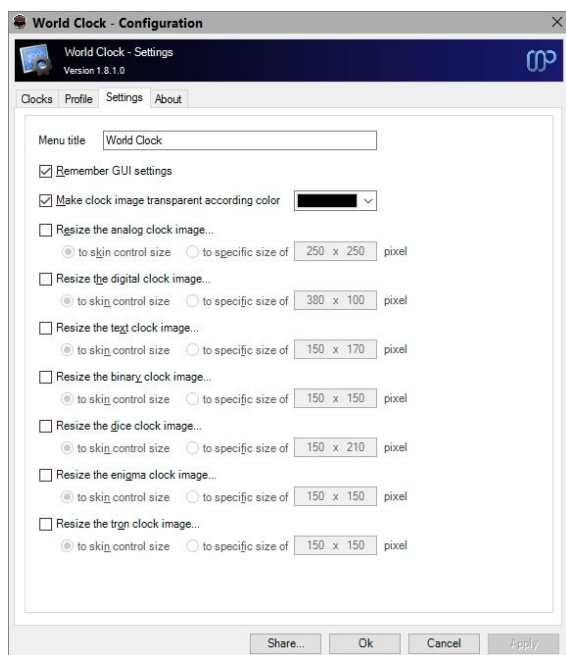 World Clock - Configuration
World Clock - Settings
Version 1.8.1.0
Clocks Profile Settings About
Menu title World Clock
Remember GUI settings
Make clock image transparent according color
Resize the analog clock image...
to skin control size to specific size of 250 x 250 pixel
Resize the digital clock image...
to skin control size to specific size of 380 x 100 pixel
Resize the text clock image...
to skin control size to specific size of 150 x 170 pixel
Resize the binary clock image...
to skin control size to specific size of 150 x 150 pixel
Resize the dice clock image...
to skin control size to specific size of 150 x 210 pixel
Resize the enigma clock image...
to skin control size to specific size of 150 x 150 pixel
Resize the tron clock image...
to skin control size to specific size of 150 x 150 pixel
Share... Ok Cancel Apply